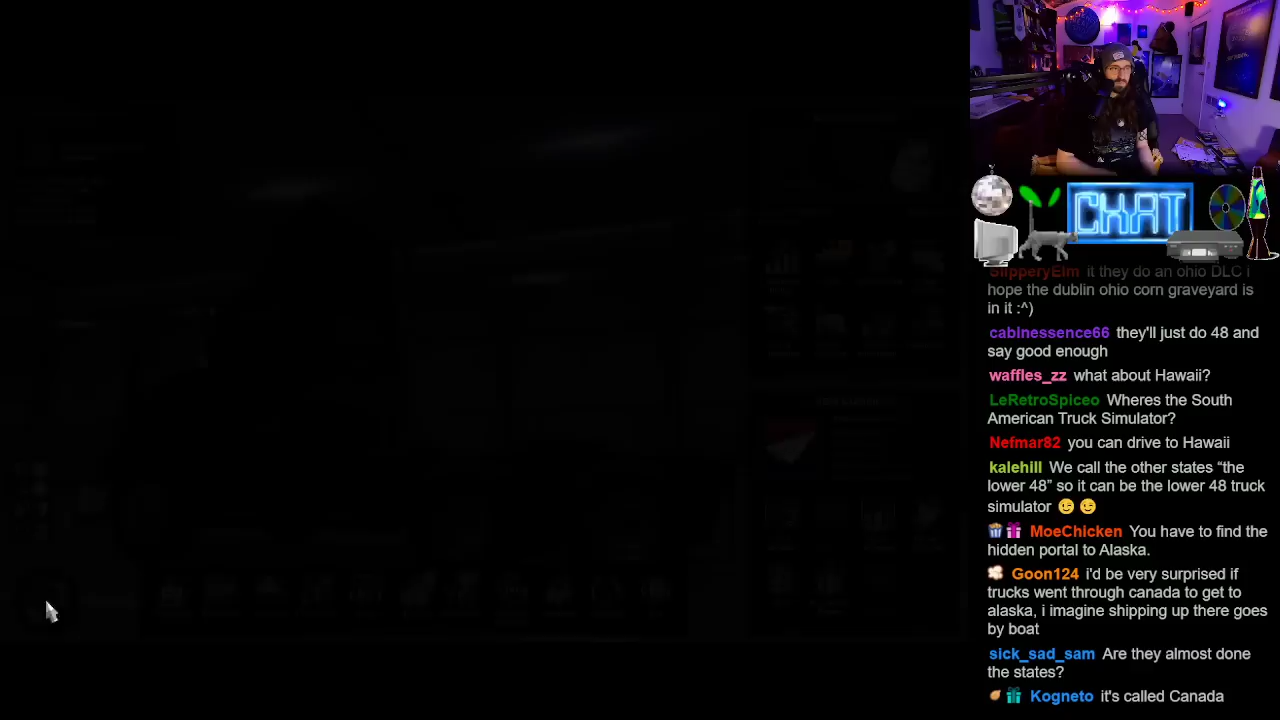 CHAT
SlipperyElm it they do an ohio DLC i
hope the dublin ohio corn graveyard is
in it :^)
cabinessence66 they'll just do 48 and
say good enough
waffles_zz what about Hawaii?
LeRetroSpiceo Wheres the South
American Truck Simulator?
Nefmar82 you can drive to Hawaii
kalehill We call the other states “the
lower 48” so it can be the lower 48 truck
simulator 😉 😉
MoeChicken You have to find the
hidden portal to Alaska.
Goon124 i'd be very surprised if
trucks went through canada to get to
alaska, i imagine shipping up there goes
by boat
sick_sad_sam Are they almost done
the states?
Kogneto it's called Canada